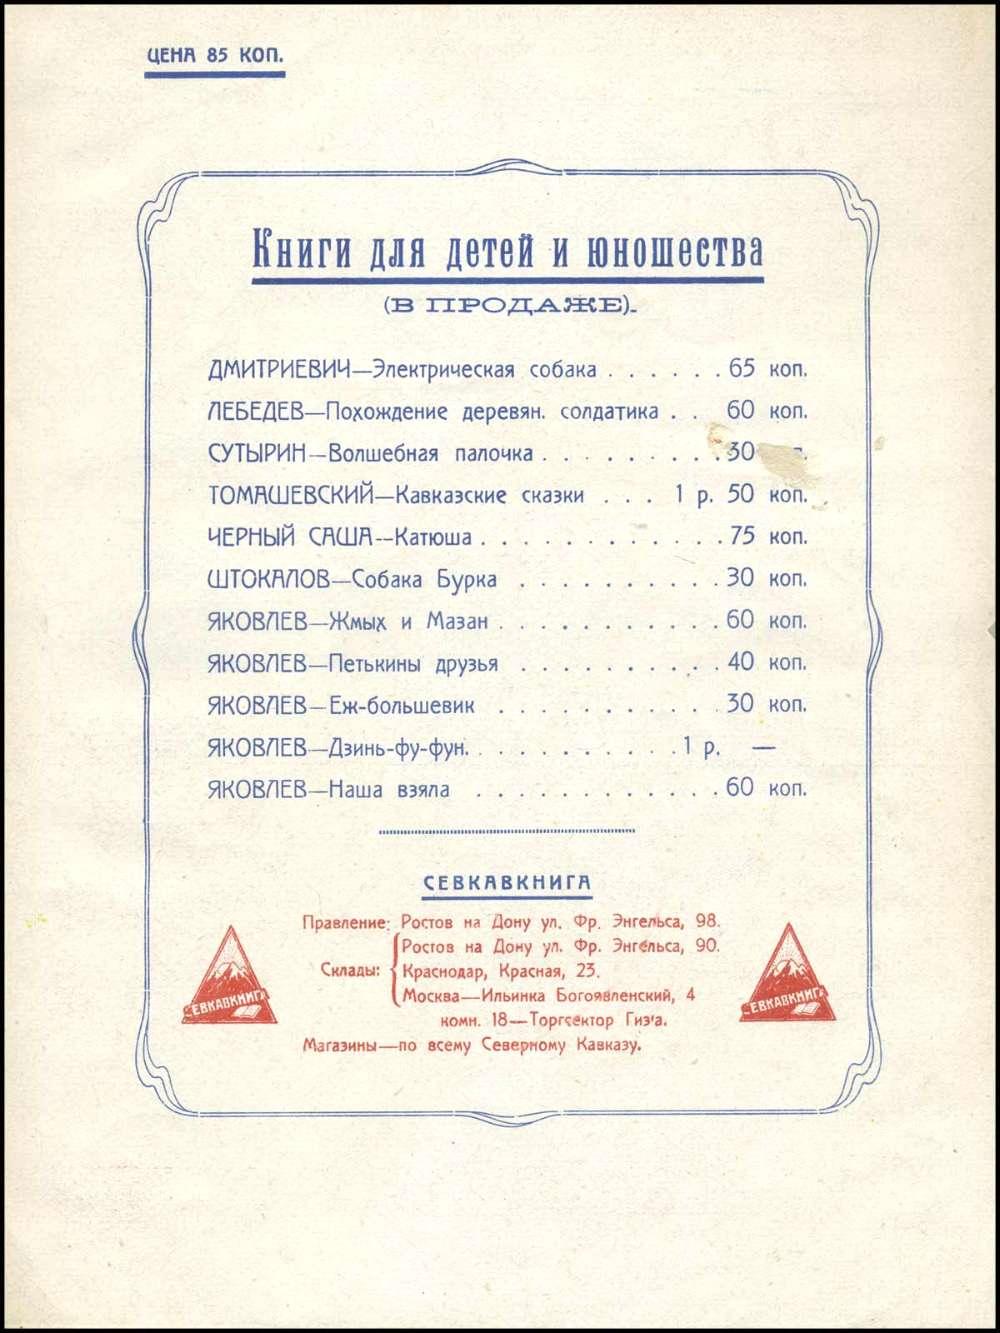 ЦЕНА 85 КОП.
Книги для детей и юношества
(В ПРОДАЖЕ).
ДМИТРИЕВИЧ—Электрическая собака . . . . . . 65 коп.
ЛЕБЕДЕВ—Похождение деревян. солдатика . . 60 коп.
СУТЫРИН—Волшебная палочка . . . . . . . . . 30
ТОМАШЕВСКИЙ—Кавказские сказки . . . 1 р. 50 коп.
ЧЕРНЫЙ САША--Катюша . . . . . . . . . . . . 75 коп.
ШТОКАЛОВ—Собака Бурка . . . . . . . . . . 30 коп.
ЯКОВЛЕВ—Жмых и Мазан . . . . . . . . . . . 60 коп.
ЯКОВЛЕВ—Петькины друзья . . . . . . . . . . 40 коп.
ЯКОВЛЕВ—Еж-большевик . . . . . . . . . . . 30 коп.
ЯКОВЛЕВ—Дзинь-фу-фун. . . . . . . . . . . 1 р. —
ЯКОВЛЕВ—Наша взяла . . . . . . . . . . . . 60 коп.
СЕВКАВКНИГА
Правление: Ростов на Дону ул. Фр. Энгельса, 98.
Ростов на Дону ул. Фр. Энгельса, 90.
Склады: Краснодар, Красная, 23.
Москва—Ильинка Богоявленский, 4
комн. 18—Торгсектор Гиз'а.
Магазины—по всему Северному Кавказу.
СЕВКАВКНИГА
СЕВКАВКНИГА